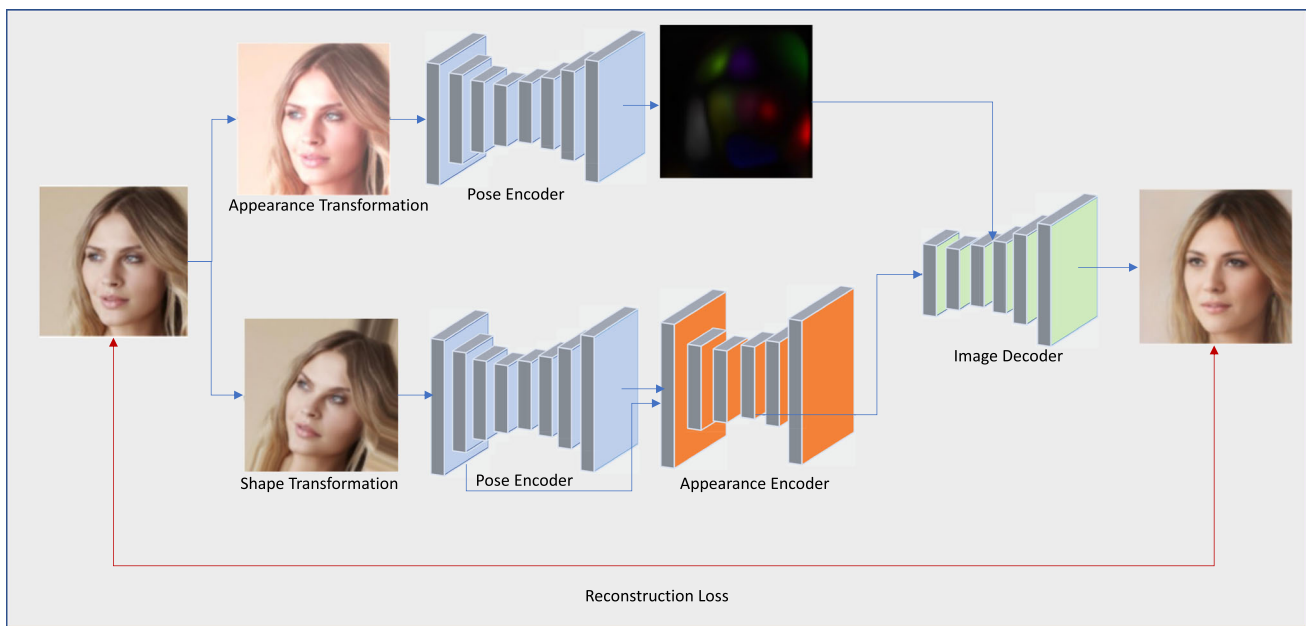 Appearance Transformation
Pose Encoder
Image Decoder
Shape Transformation
Pose Encoder
Appearance Encoder
Reconstruction Loss